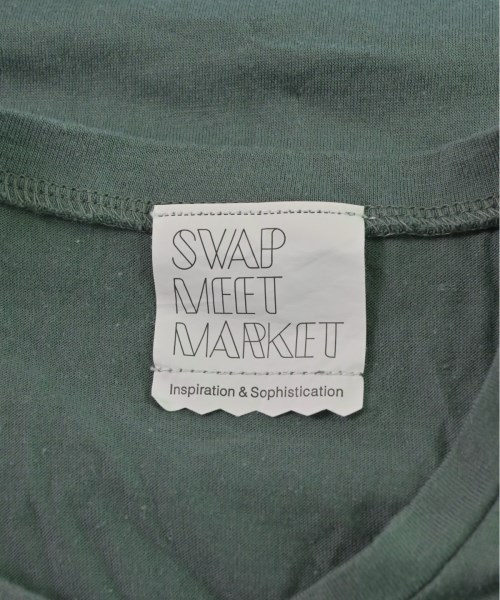 SWAP
MEET
MARKET
Inspiration & Sophistication